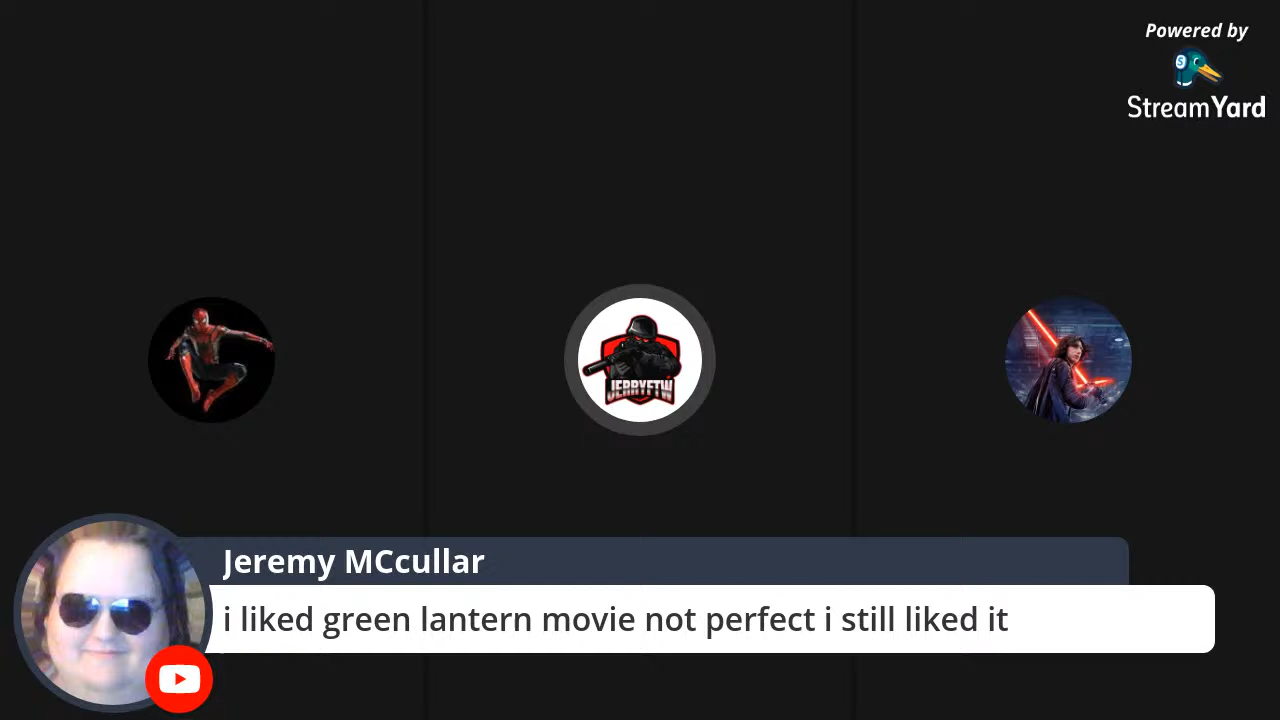 Powered by
StreamYard
JERRYFTW
Jeremy MCcullar
i liked green lantern movie not perfect i still liked it